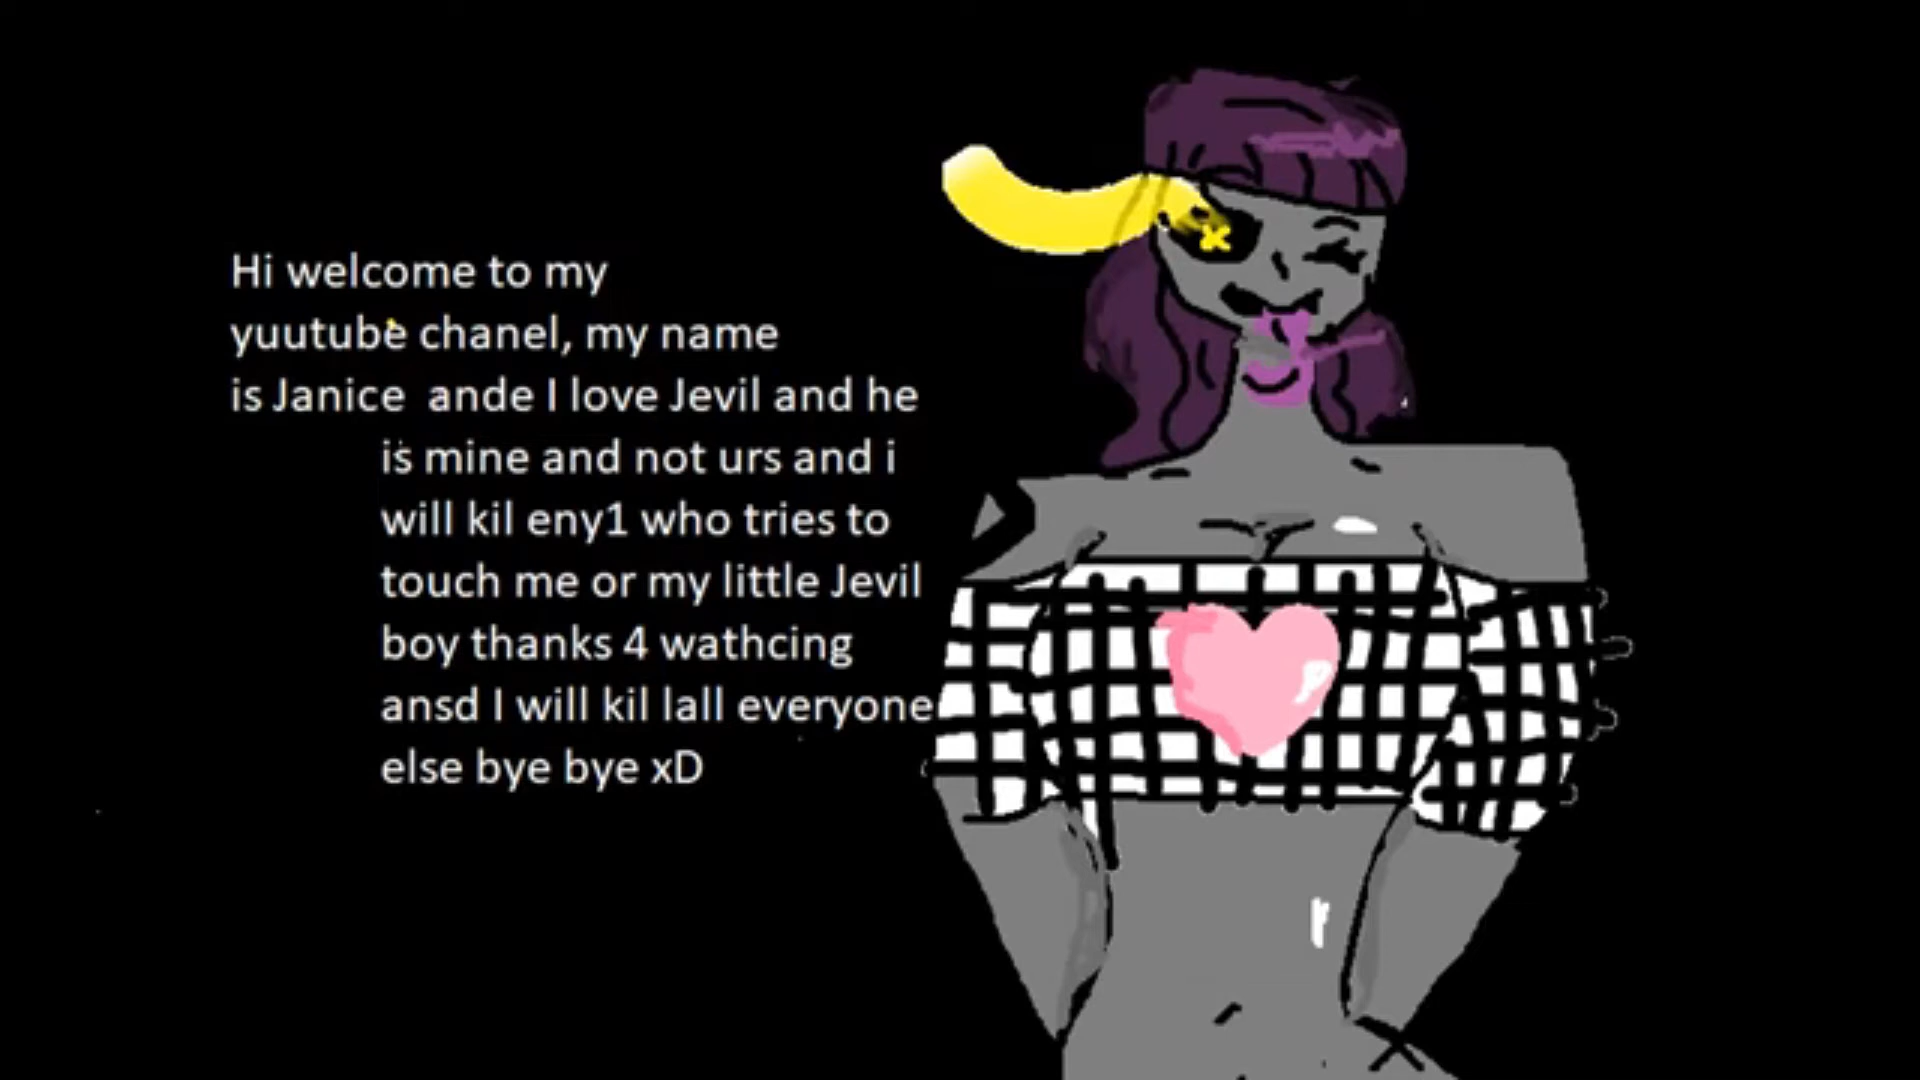 Hi welcome to my
yuutube chanel, my name
is Janice ande I love Jevil and he
is mine and not urs and i
will kil eny1 who tries to
touch me or my little Jevil
boy thanks 4 wathcing
ansd I will kil lall everyone
else bye bye xD